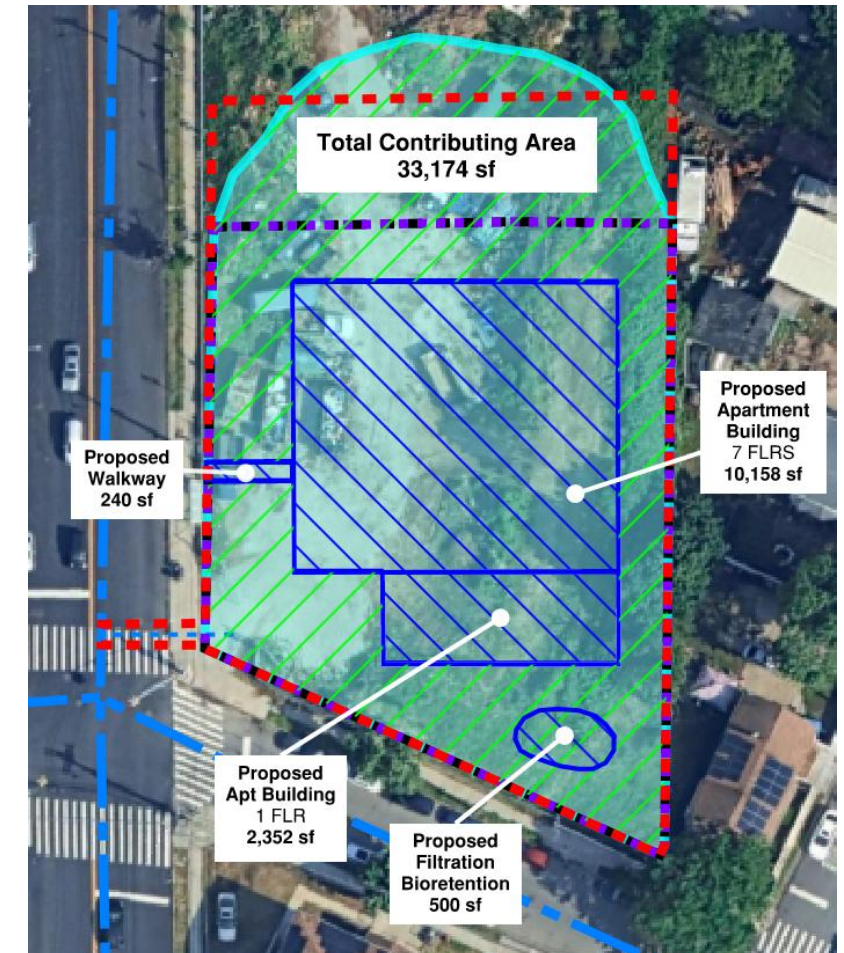 Total Contributing Area
33,174 sf
Proposed
Apartment
Building
7 FLRS
10,158 sf
Proposed
Walkway
240 sf
Proposed
Apt Building
1 FLR
2,352 sf
Proposed
Filtration
Bioretention
500 sf